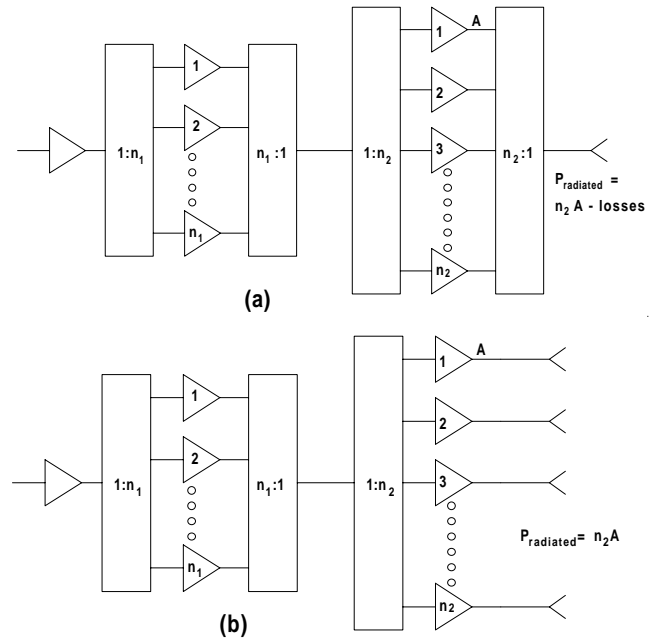 1 A
1
2
2
3
1:n1 n1:1 1:n2 n2:1
Pradiated =
n2 A - losses
n1
n2
(a)
A
1
1
2
2
3
1:n1 n1:1 1:n2
Pradiated= n2A
n1
n2
(b)